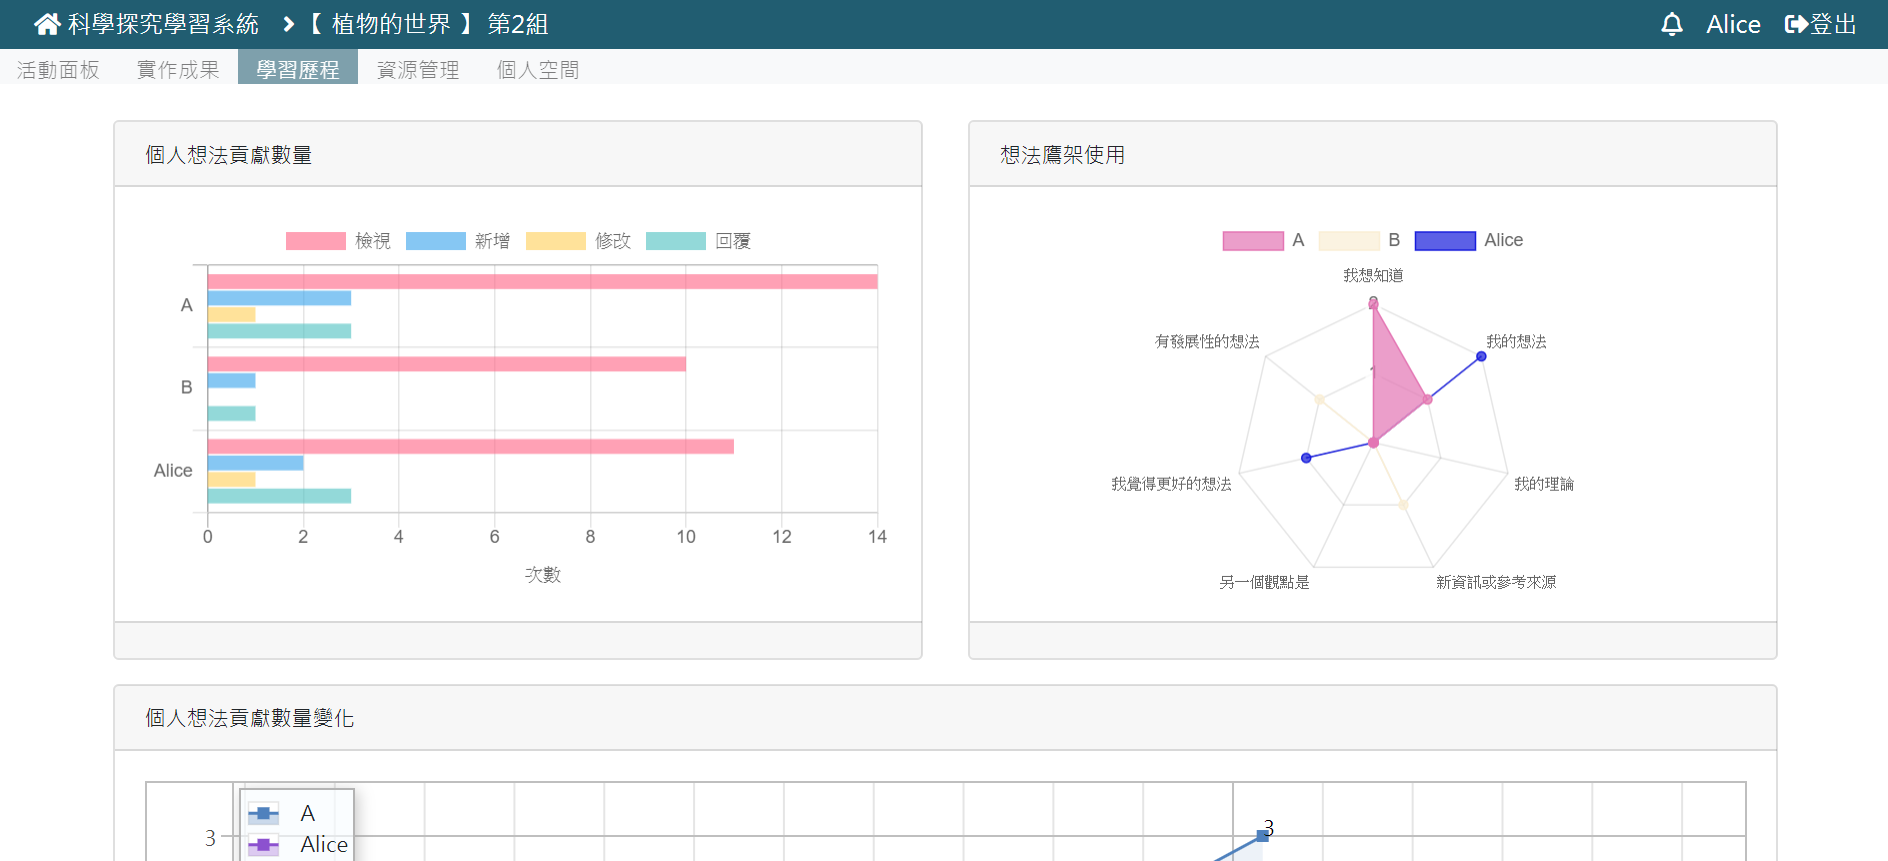 科學探究學習系統 【 植物的世界 】 第2組 Alice 登出
活動面板 實作成果 學習歷程 資源管理 個人空間
個人想法貢獻數量
檢視 新增 修改 回覆
A
B
Alice
0 2 4 6 8 10 12 14
次數
想法鷹架使用
A B Alice
我想知道
2
有發展性的想法 我的想法
1
我覺得更好的想法 我的理論
另一個觀點是 新資訊或參考來源
個人想法貢獻數量變化
A
3 3
Alice